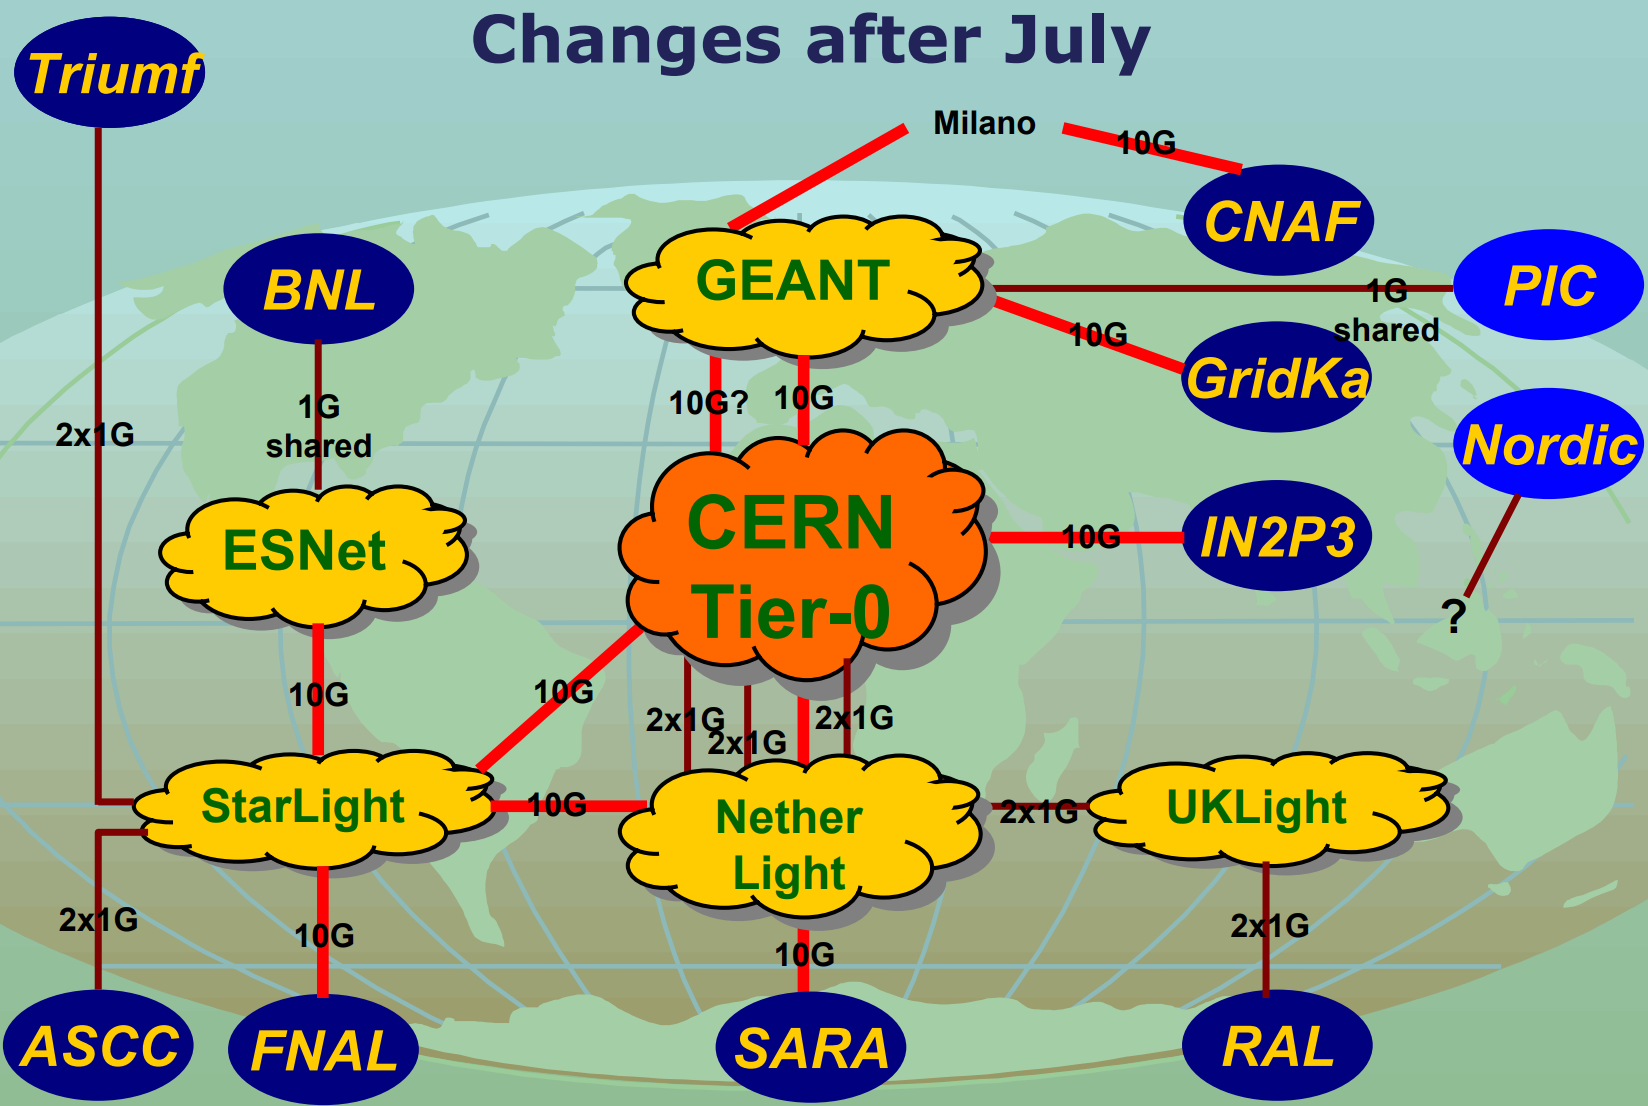 Changes after July
Triumf
Milano
10G
CNAF
BNL
GEANT
1G
shared
PIC
10G
GridKa
2x1G
1G
shared
10G?
10G
Nordic
ESNet
CERN
Tier-0
10G
IN2P3
?
10G
10G
2x1G
2x1G
2x1G
StarLight
10G
Nether
Light
2x1G
UKLight
2x1G
10G
10G
2x1G
ASCC
FNAL
SARA
RAL